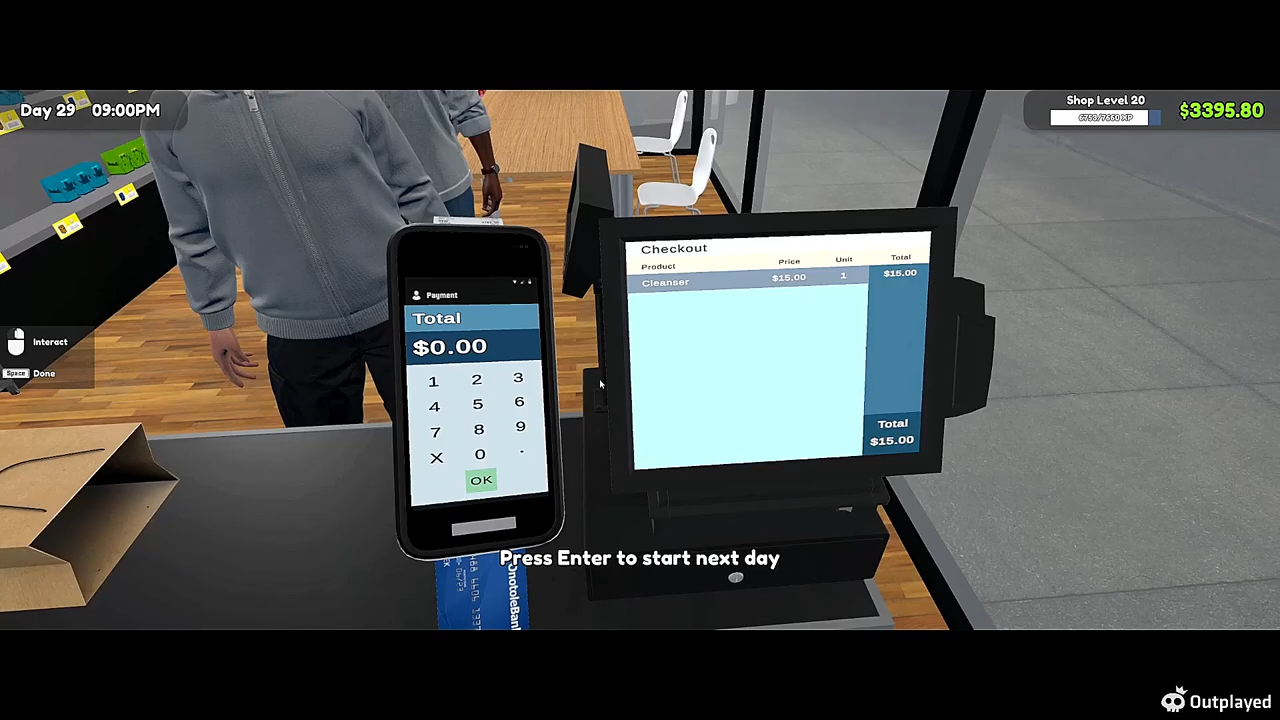 Day 29 09:00PM
Shop Level 20
$3395.80
Interact
Space Done
Payment
Total
$0.00
1 2 3
4 5 6
7 8 9
X 0 .
OK
Checkout
Product Price Unit Total
Cleanser $15.00 1 $15.00
Total
$15.00
Press Enter to start next day
OnotoleBank
Outplayed